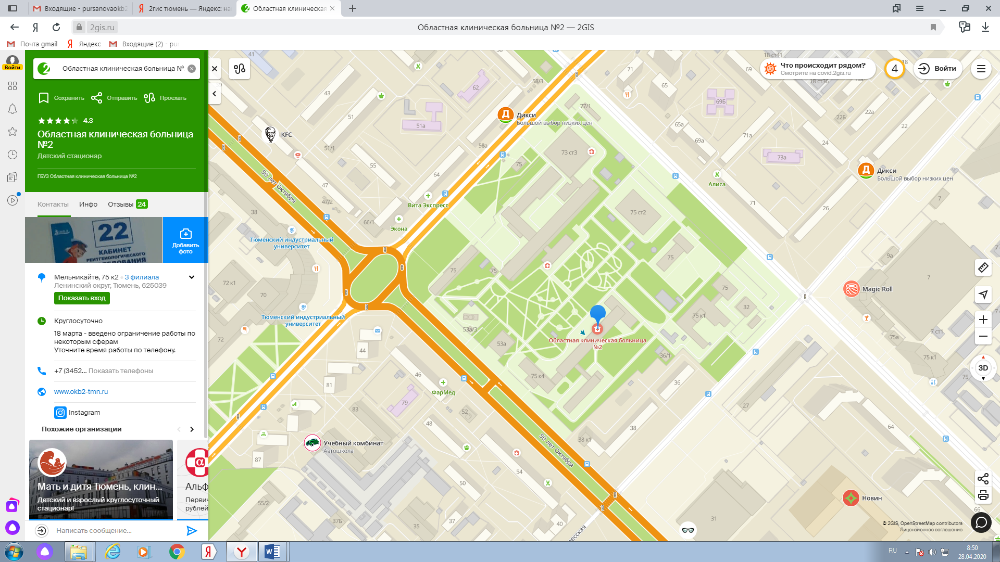 Входящие - pursanovaokb2
2гис тюмень — Яндекс: на
Областная клиническая
2gis.ru
Областная клиническая больница №2 — 2GIS
Почта gmail
Яндекс
Входящие (2) - pur
Войти
Областная клиническая больница №
Сохранить
Отправить
Проехать
4.3
Областная клиническая больница
№2
Детский стационар
ГБУЗ Областная клиническая больница №2
Контакты
Инфо
Отзывы 24
22
КАБИНЕТ
РЕНТГЕНОЛОГИЧЕСКОГО
Добавить
фото
Мельникайте, 75 к2 • 3 филиала
Ленинский округ, Тюмень, 625039
Показать вход
Круглосуточно
18 марта - введено ограничение работы по
некоторым сферам
Уточните время работы по телефону.
+7 (3452... Показать телефоны
www.okb2-tmn.ru
Instagram
Похожие организации
Мать и дитя Тюмень, клин...
Детский и взрослый круглосуточный
стационар!
Альф
Первич
рублей
Написать сообщение...
Что происходит рядом?
Смотрите на covid.2gis.ru
4
Войти
41
43
62
58/3
71
65
69
18 ст41
18 ст36
18
69Б
77/1
51
51а
Дикси
Большой выбор низких цен
KFC
65а
69а
71а
22Б
22а
22
24
58а
51/1
55
64
73 ст3
75
73а
Дикси
Большой выбор низких цен
50 лет Октября
47
47/2
Вита Экспресс
Алиса
71
26
7
38
66/1
Экона
75 ст2
Тюменский индустриальный
университет
75
75
9а
7
72 к1
70
75
32
75 к1
Magic Roll
Тюменский индустриальный
университет
53а/3
53а
Областная клиническая больница
№2
36/1
7 ст1
75а
75 к1
72
44
46
75 к4
36
81
ФарМед
79
83
52
48
27
3D
75
38
64
38 к1
50 лет Октября
Учебный комбинат
Автошкола
87
54
50
55/2
37Б
35
37
40
31
Новин
66
© 2GIS, OpenStreetMap contributors
Лицензионное соглашение
RU
8:50
28.04.2020